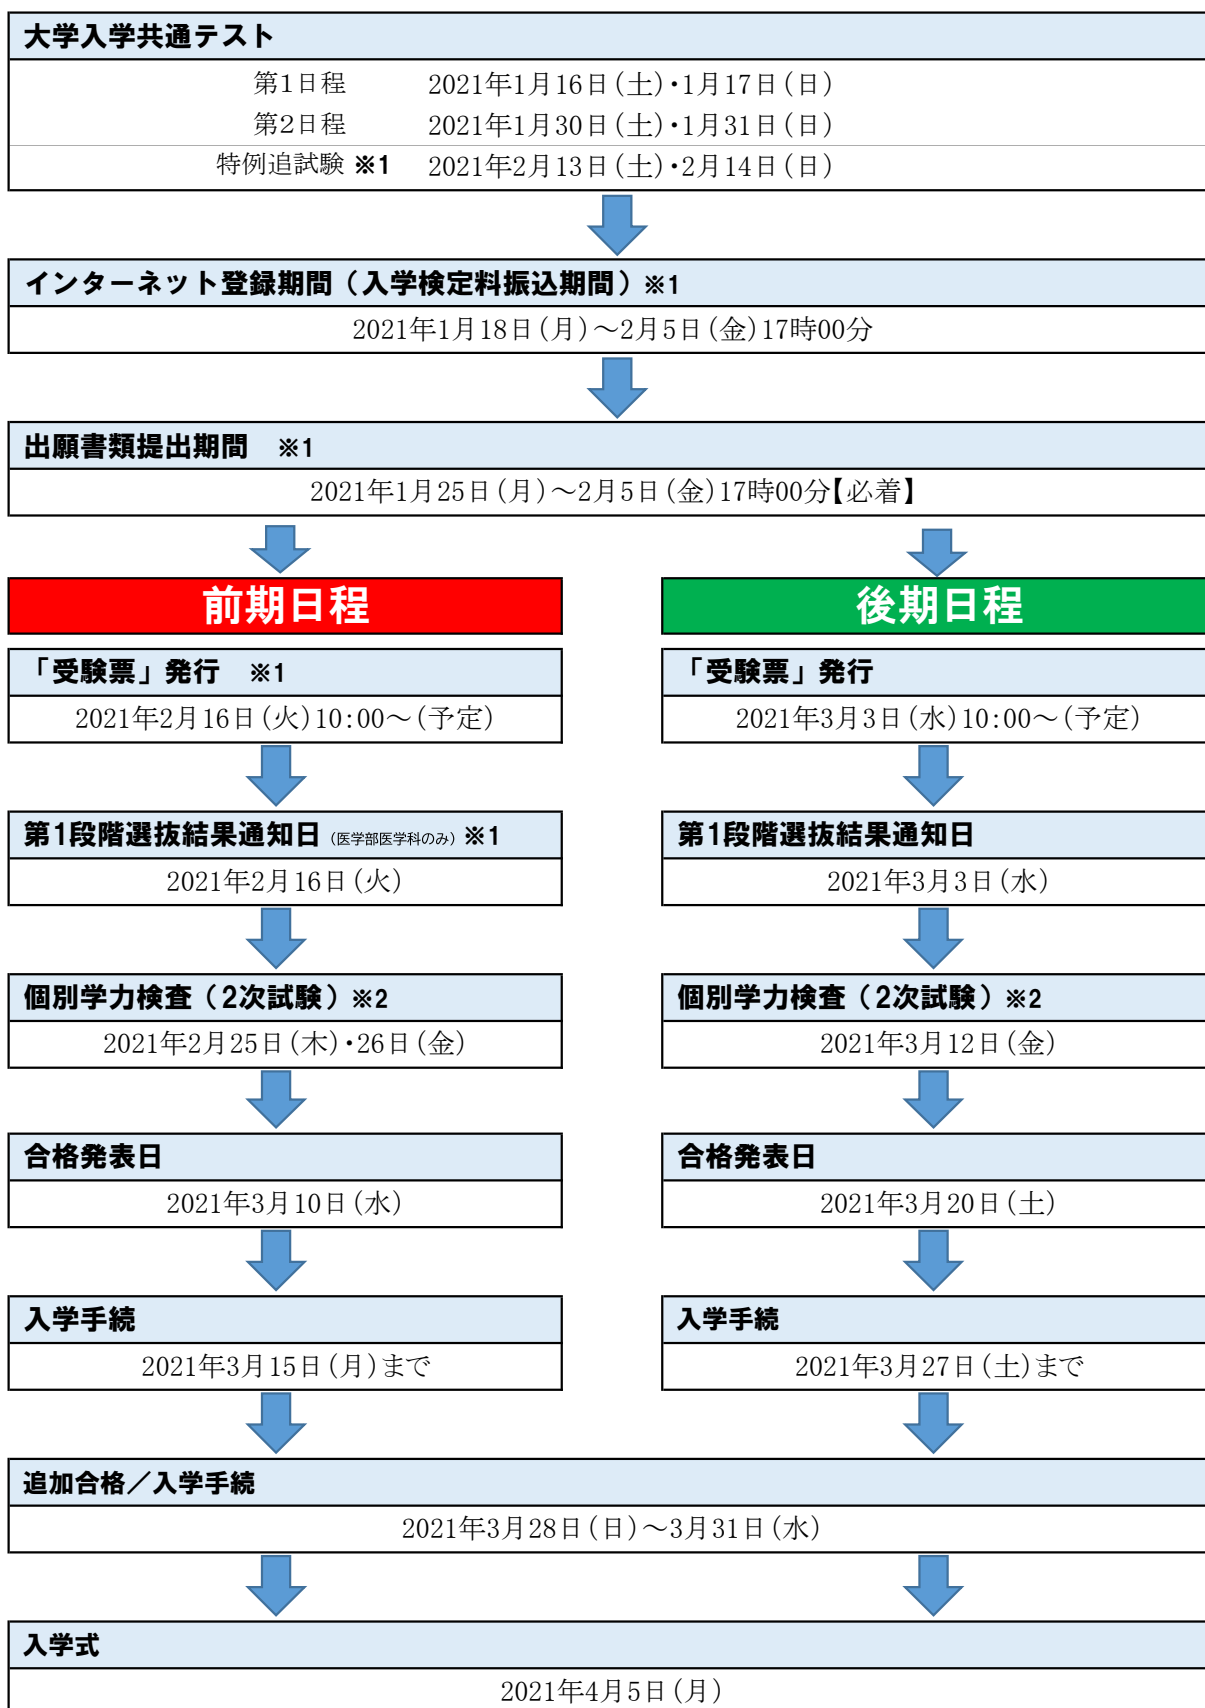 大学入学共通テスト
第1日程 2021年1月16日(土)・1月17日(日)
第2日程 2021年1月30日(土)・1月31日(日)
特例追試験 ※1 2021年2月13日(土)・2月14日(日)
インターネット登録期間(入学検定料振込期間)※1
2021年1月18日(月)～2月5日(金)17時00分
出願書類提出期間 ※1
2021年1月25日(月)～2月5日(金)17時00分【必着】
前期日程
「受験票」発行 ※1
2021年2月16日(火)10:00～(予定)
第1段階選抜結果通知日(医学部医学科のみ)※1
2021年2月16日(火)
個別学力検査(2次試験)※2
2021年2月25日(木)・26日(金)
合格発表日
2021年3月10日(水)
入学手続
2021年3月15日(月)まで
後期日程
「受験票」発行
2021年3月3日(水)10:00～(予定)
第1段階選抜結果通知日
2021年3月3日(水)
個別学力検査(2次試験)※2
2021年3月12日(金)
合格発表日
2021年3月20日(土)
入学手続
2021年3月27日(土)まで
追加合格／入学手続
2021年3月28日(日)～3月31日(水)
入学式
2021年4月5日(月)